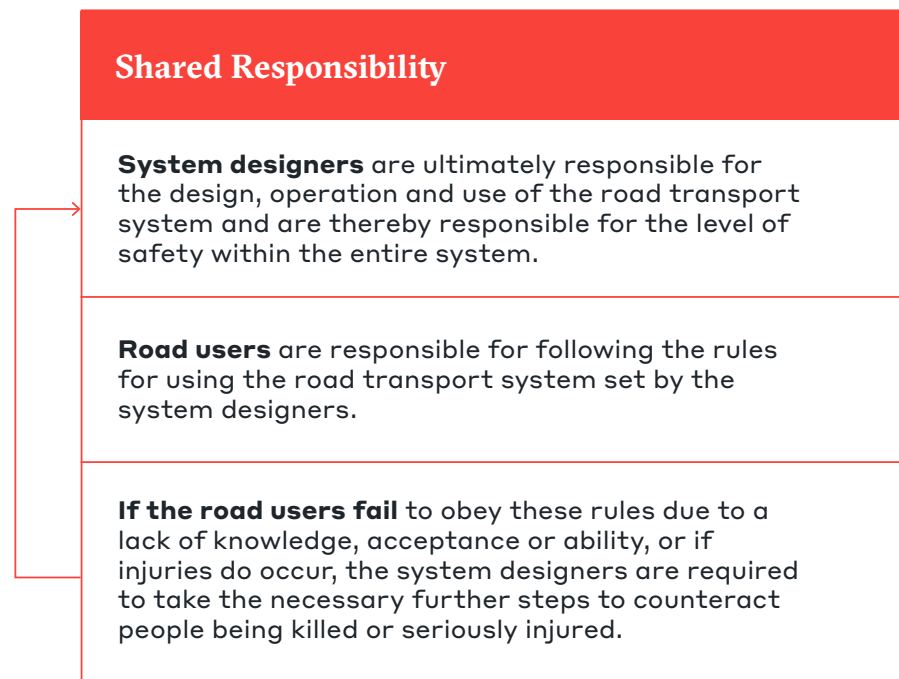 Shared Responsibility
System designers are ultimately responsible for
the design, operation and use of the road transport
system and are thereby responsible for the level of
safety within the entire system.
Road users are responsible for following the rules
for using the road transport system set by the
system designers.
If the road users fail to obey these rules due to a
lack of knowledge, acceptance or ability, or if
injuries do occur, the system designers are required
to take the necessary further steps to counteract
people being killed or seriously injured.